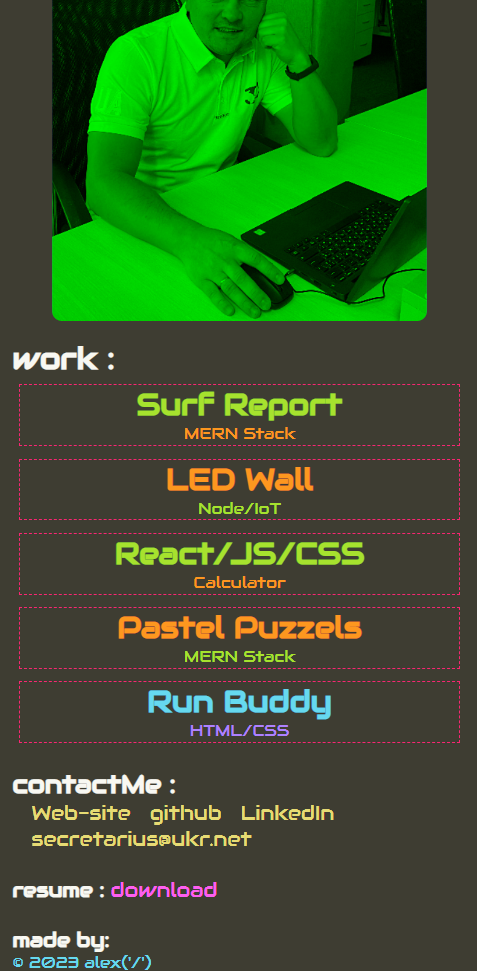 work :
Surf Report
MERN Stack
LED Wall
Node/IoT
React/JS/CSS
Calculator
Pastel Puzzels
MERN Stack
Run Buddy
HTML/CSS
contactMe :
Web-site github LinkedIn
secretarius@ukr.net
resume : download
made by:
© 2023 alex('/')